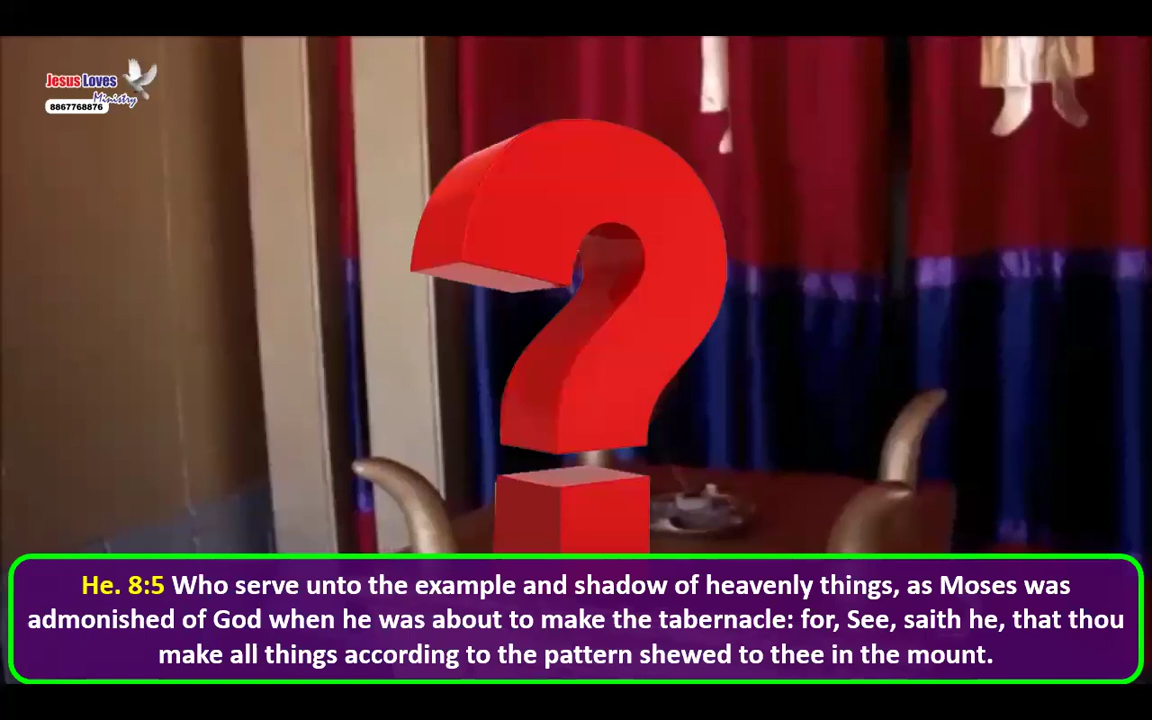 Jesus Loves
Ministry
8867768876
He. 8:5 Who serve unto the example and shadow of heavenly things, as Moses was
admonished of God when he was about to make the tabernacle: for, See, saith he, that thou
make all things according to the pattern shewed to thee in the mount.